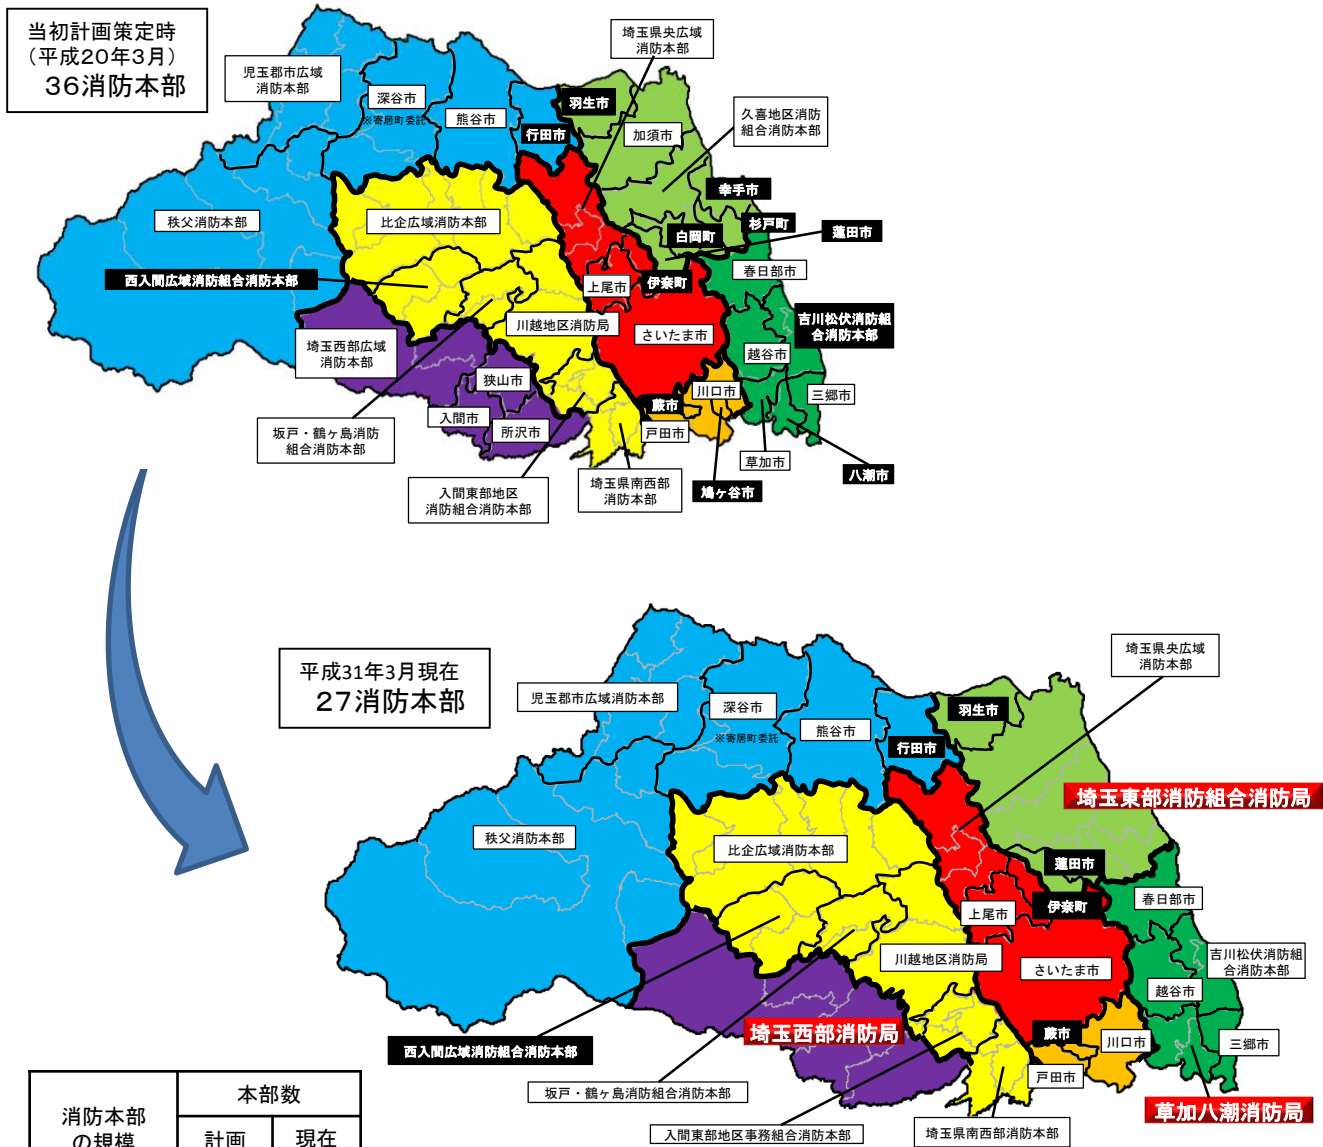 当初計画策定時
（平成20年3月）
36消防本部
埼玉県央広域
消防本部
児玉郡市広域
消防本部
深谷市
※寄居町委託
熊谷市
行田市
羽生市
加須市
久喜地区消防
組合消防本部
幸手市
杉戸町
白岡町
蓮田市
秩父消防本部
比企広域消防本部
西入間広域消防組合消防本部
上尾市
伊奈町
春日部市
埼玉西部広域
消防本部
川越地区消防局
さいたま市
吉川松伏消防組
合消防本部
越谷市
狭山市
入間市
所沢市
川口市
蕨市
戸田市
三郷市
坂戸・鶴ヶ島消防
組合消防本部
草加市
八潮市
入間東部地区
消防組合消防本部
埼玉県南西部
消防本部
鳩ヶ谷市
平成31年3月現在
27消防本部
埼玉県央広域
消防本部
児玉郡市広域消防本部
深谷市
※寄居町委託
熊谷市
行田市
羽生市
埼玉東部消防組合消防局
秩父消防本部
比企広域消防本部
蓮田市
上尾市
伊奈町
春日部市
川越地区消防局
さいたま市
吉川松伏消防組
合消防本部
越谷市
埼玉西部消防局
蕨市
川口市
三郷市
西入間広域消防組合消防本部
戸田市
坂戸・鶴ヶ島消防組合消防本部
草加八潮消防局
入間東部地区事務組合消防本部
埼玉県南西部消防本部
消防本部
の規模
本部数
計画
現在